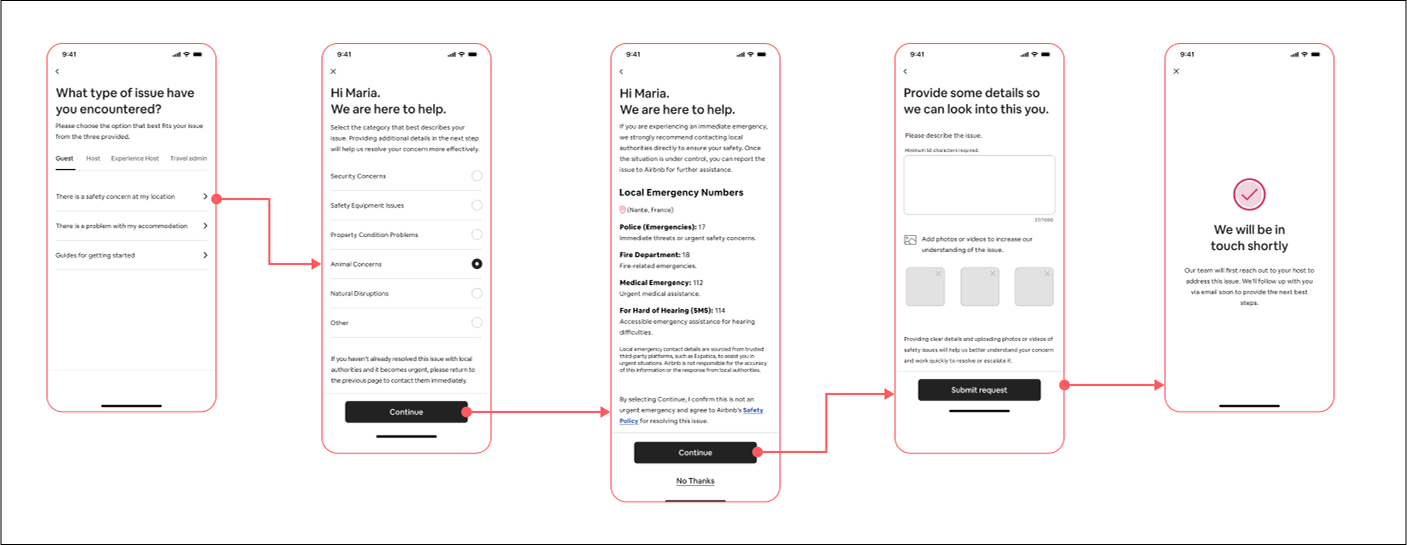 9:41
What type of issue have
you encountered?
Please choose the option that best fits your issue
from the three provided.
Guest Host Experience Host Travel admin
There is a safety concern at my location
There is a problem with my accommodation
Guides for getting started
9:41
Hi Maria.
We are here to help.
Select the category that best describes your
issue. Providing additional details in the next step
will help us resolve your concern more effectively.
Security Concerns
Safety Equipment Issues
Property Condition Problems
Animal Concerns
Natural Disruptions
Other
If you haven't already resolved this issue with local
authorities and it becomes urgent, please return to
the previous page to contact them immediately.
Continue
9:41
Hi Maria.
We are here to help.
If you are experiencing an immediate emergency,
we strongly recommend contacting local
authorities directly to ensure your safety. Once
the situation is under control, you can report the
issue to Airbnb for further assistance.
Local Emergency Numbers
(Nante, France)
Police (Emergencies): 17
Immediate threats or urgent safety concerns.
Fire Department: 18
Fire-related emergencies.
Medical Emergency: 112
Urgent medical assistance.
For Hard of Hearing (SMS): 114
Accessible emergency assistance for hearing
difficulties.
Local emergency contact details are sourced from trusted
third-party platforms, such as Expatica, to assist you in
urgent situations. Airbnb is not responsible for the accuracy
of this information or the response from local authorities.
By selecting Continue, I confirm this is not an
urgent emergency and agree to Airbnb's Safety
Policy for resolving this issue.
Continue
No Thanks
9:41
Provide some details so
we can look into this you.
Please describe the issue.
Minimum 50 characters required.
20/1000
Add photos or videos to increase our
understanding of the issue.
Providing clear details and uploading photos or videos of
safety issues will help us better understand your concern
and work quickly to resolve or escalate it.
Submit request
9:41
We will be in
touch shortly
Our team will first reach out to your host to
address this issue. We'll follow up with you
via email soon to provide the next best
steps.